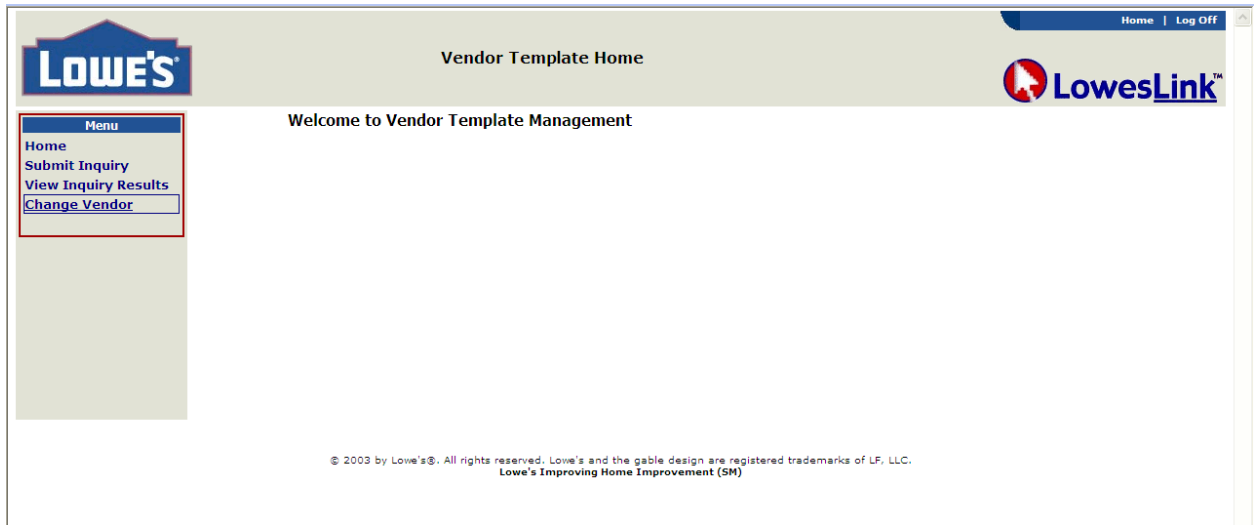 Home | Log Off
LOWE'S
Vendor Template Home
LowesLink™
Menu
Home
Submit Inquiry
View Inquiry Results
Change Vendor
Welcome to Vendor Template Management
© 2003 by Lowe's®. All rights reserved. Lowe's and the gable design are registered trademarks of LF, LLC.
Lowe's Improving Home Improvement (SM)